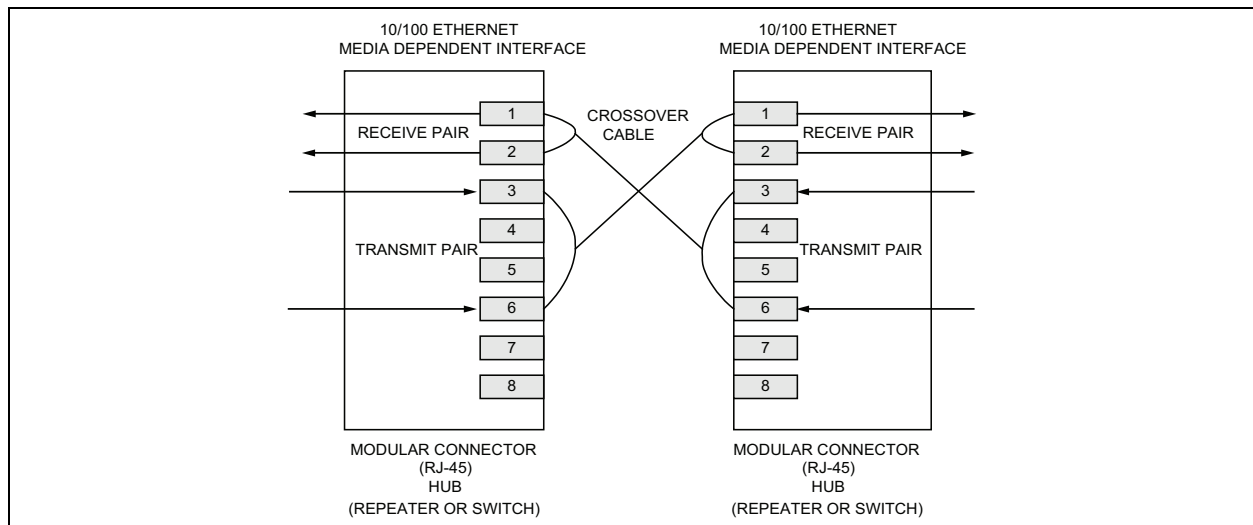 10/100 ETHERNET
MEDIA DEPENDENT INTERFACE
10/100 ETHERNET
MEDIA DEPENDENT INTERFACE
1
RECEIVE PAIR
2
3
4
TRANSMIT PAIR
5
6
7
8
CROSSOVER
CABLE
1
RECEIVE PAIR
2
3
4
TRANSMIT PAIR
5
6
7
8
MODULAR CONNECTOR
(RJ-45)
HUB
(REPEATER OR SWITCH)
MODULAR CONNECTOR
(RJ-45)
HUB
(REPEATER OR SWITCH)